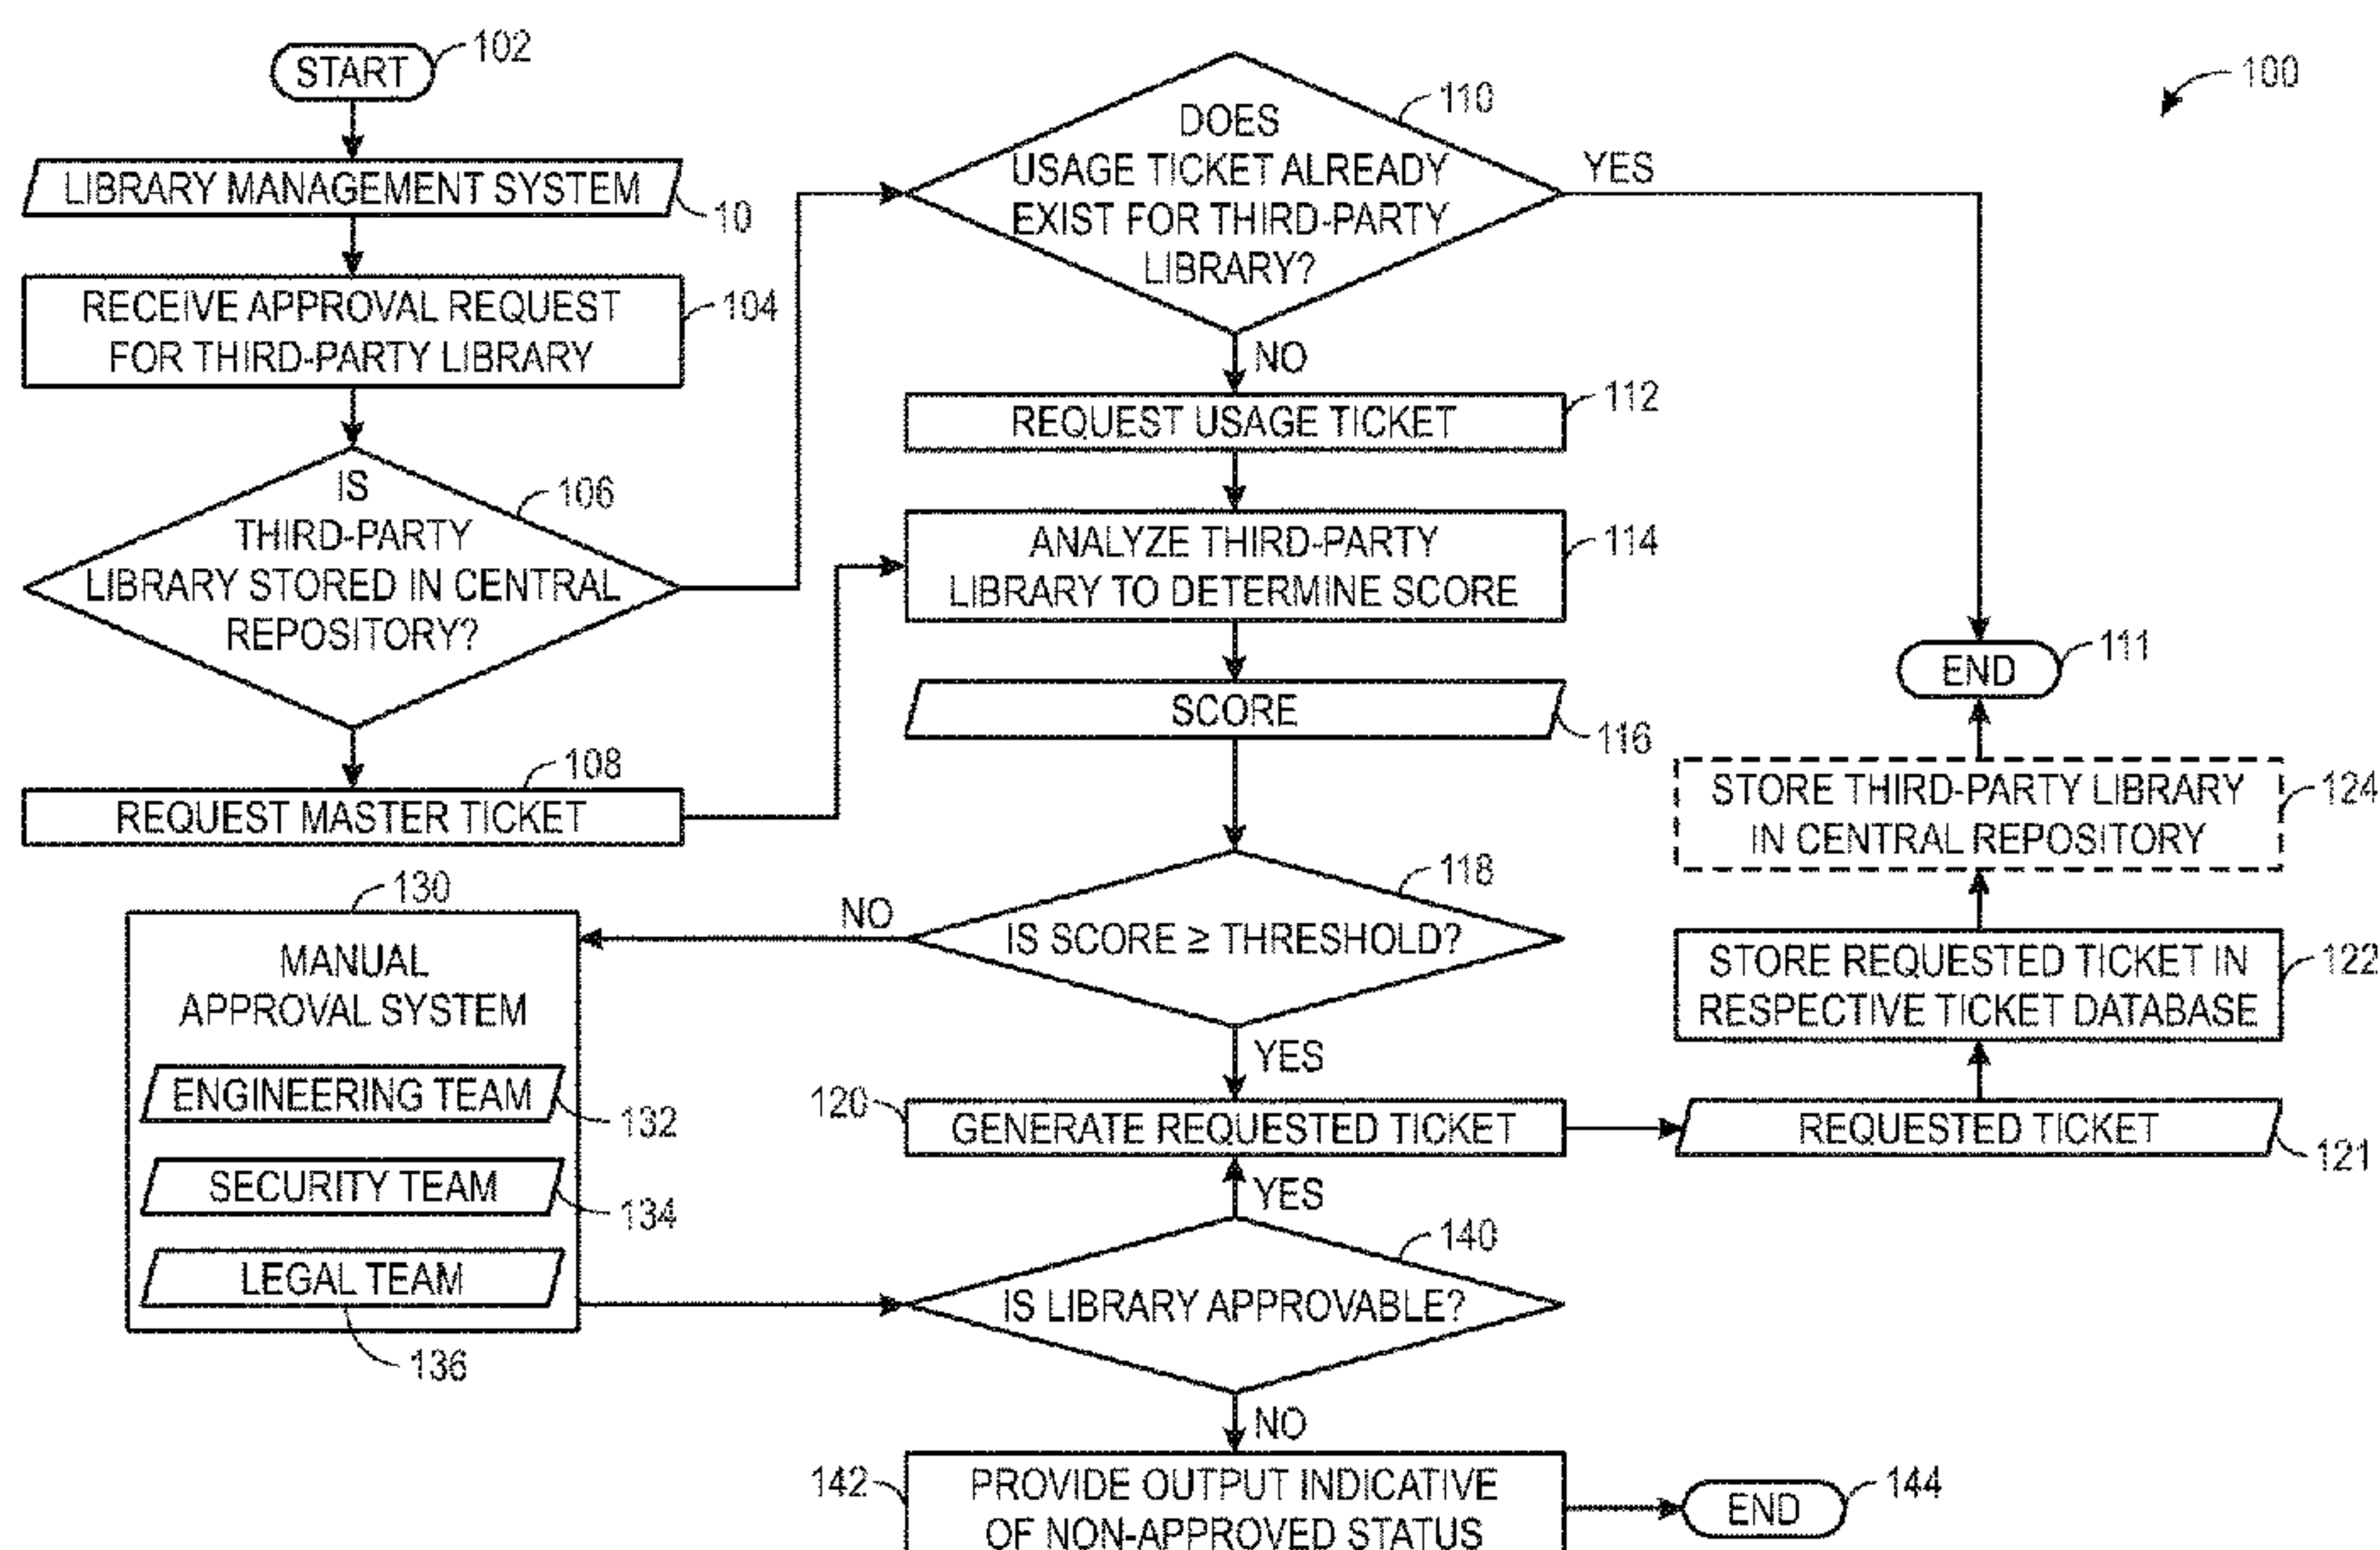 START
102
LIBRARY MANAGEMENT SYSTEM
10
RECEIVE APPROVAL REQUEST
FOR THIRD-PARTY LIBRARY
104
IS
THIRD-PARTY
LIBRARY STORED IN CENTRAL
REPOSITORY?
106
REQUEST MASTER TICKET
108
100
DOES
USAGE TICKET ALREADY
EXIST FOR THIRD-PARTY
LIBRARY?
110
YES
NO
REQUEST USAGE TICKET
112
ANALYZE THIRD-PARTY
LIBRARY TO DETERMINE SCORE
114
SCORE
116
IS SCORE ≥ THRESHOLD?
118
NO
YES
130
MANUAL
APPROVAL SYSTEM
ENGINEERING TEAM
132
SECURITY TEAM
134
LEGAL TEAM
136
120
GENERATE REQUESTED TICKET
YES
IS LIBRARY APPROVABLE?
140
NO
142
PROVIDE OUTPUT INDICATIVE
OF NON-APPROVED STATUS
END
144
END
111
STORE THIRD-PARTY LIBRARY
IN CENTRAL REPOSITORY
124
STORE REQUESTED TICKET IN
RESPECTIVE TICKET DATABASE
122
REQUESTED TICKET
121